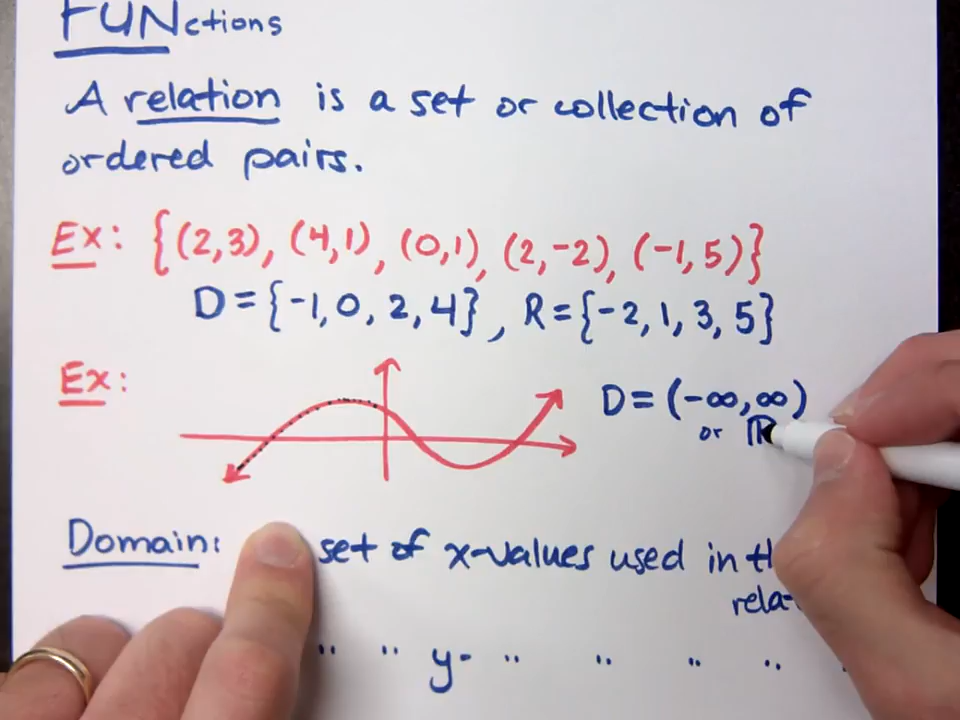 FUNctions
A relation is a set or collection of
ordered pairs.
Ex: {(2,3), (4,1), (0,1), (2,-2), (-1,5)}
D={-1,0,2,4}, R={-2,1,3,5}
Ex:
D=(-∞,∞)
or ℝ
Domain: set of x-values used in
" " y- " " " "